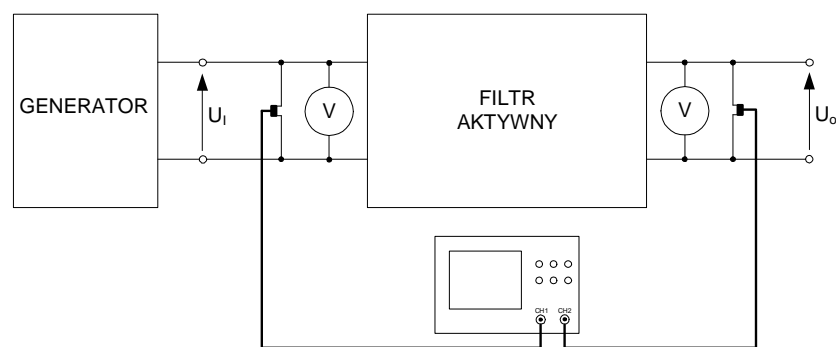 GENERATOR
U_I
V
FILTR
AKTYWNY
V
U_o
CH1
CH2